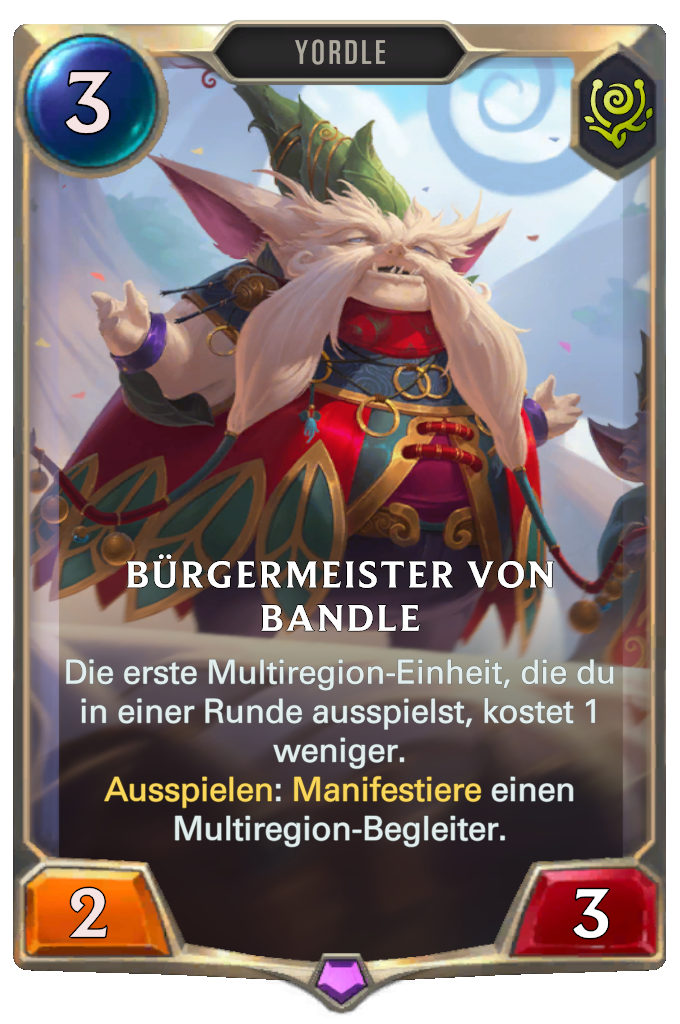 YORDLE
3
BÜRGERMEISTER VON
BANDLE
Die erste Multiregion-Einheit, die du
in einer Runde ausspielst, kostet 1
weniger.
Ausspielen: Manifestiere einen
Multiregion-Begleiter.
2
3